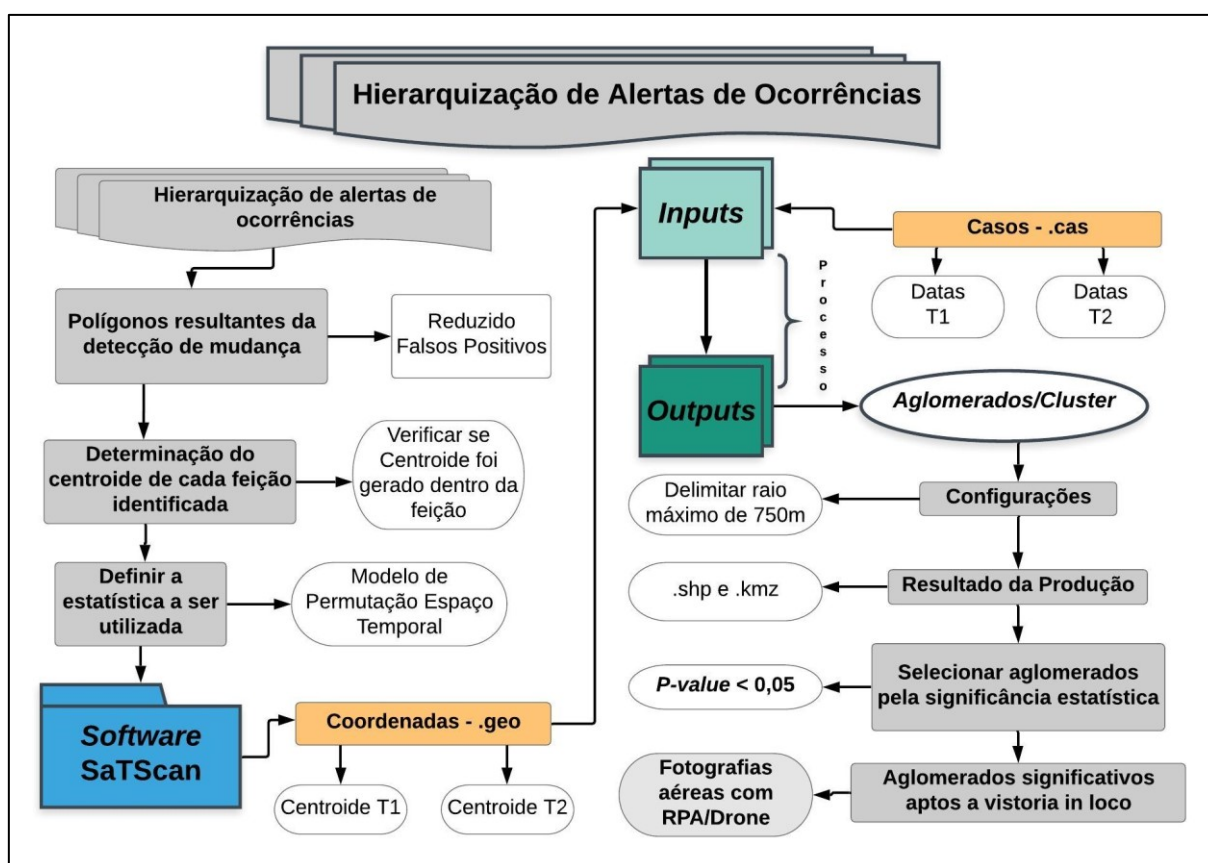 Hierarquização de Alertas de Ocorrências
Hierarquização de alertas de
ocorrências
Polígonos resultantes da
detecção de mudança
Reduzido
Falsos Positivos
Determinação do
centroide de cada feição
identificada
Verificar se
Centroide foi
gerado dentro da
feição
Definir a
estatística a ser
utilizada
Modelo de
Permutação Espaço
Temporal
Software
SaTScan
Coordenadas - .geo
Centroide T1
Centroide T2
Inputs
Processo
Casos - .cas
Datas
T1
Datas
T2
Outputs
Aglomerados/Cluster
Configurações
Delimitar raio
máximo de 750m
Resultado da Produção
.shp e .kmz
Selecionar aglomerados
pela significância estatística
P-value < 0,05
Aglomerados significativos
aptos a vistoria in loco
Fotografias
aéreas com
RPA/Drone